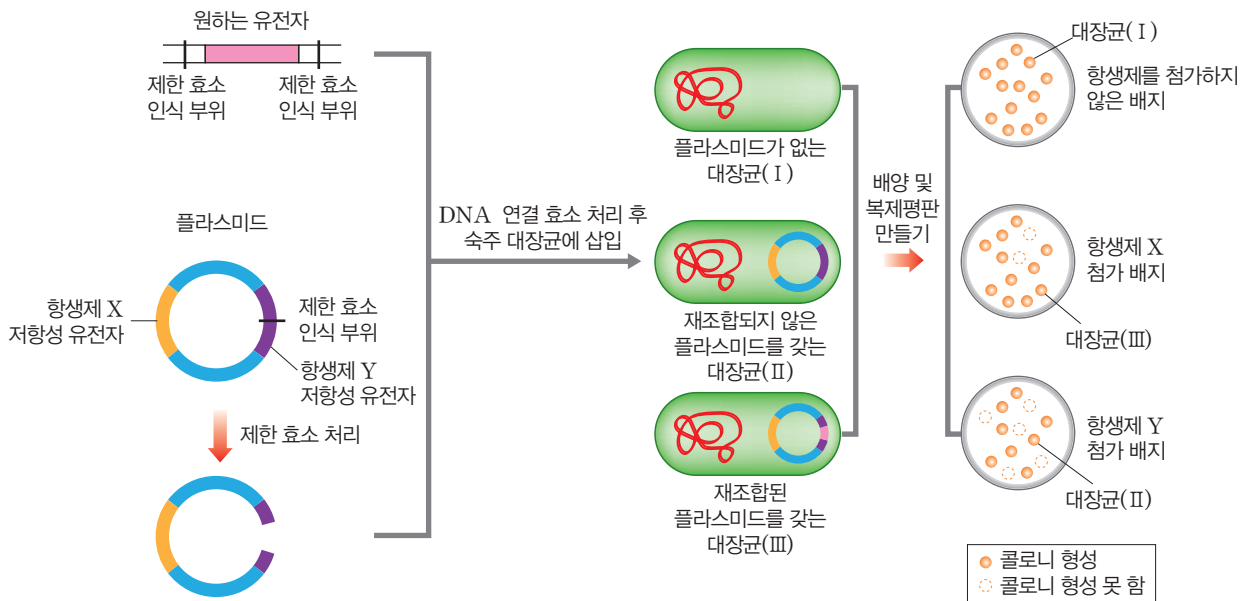 원하는 유전자
제한 효소
인식 부위
제한 효소
인식 부위
플라스미드
항생제 X
저항성 유전자
제한 효소
인식 부위
항생제 Y
저항성 유전자
제한 효소 처리
DNA 연결 효소 처리 후
숙주 대장균에 삽입
플라스미드가 없는
대장균(Ⅰ)
재조합되지 않은
플라스미드를 갖는
대장균(Ⅱ)
재조합된
플라스미드를 갖는
대장균(Ⅲ)
배양 및
복제평판
만들기
대장균(Ⅰ)
항생제를 첨가하지
않은 배지
항생제 X
첨가 배지
대장균(Ⅲ)
항생제 Y
첨가 배지
대장균(Ⅱ)
콜로니 형성
콜로니 형성 못 함